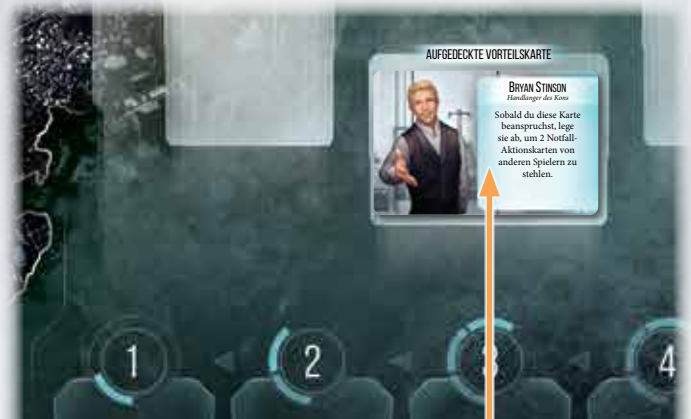 AUFGEDECKTE VORTEILSKARTE
BRYAN STINSON
Handlanger des Kons
Sobald du diese Karte
beanspruchst, lege
sie ab, um 2 Notfall-
Aktionskarten von
anderen Spielern zu
stehlen.
1 2 3 4